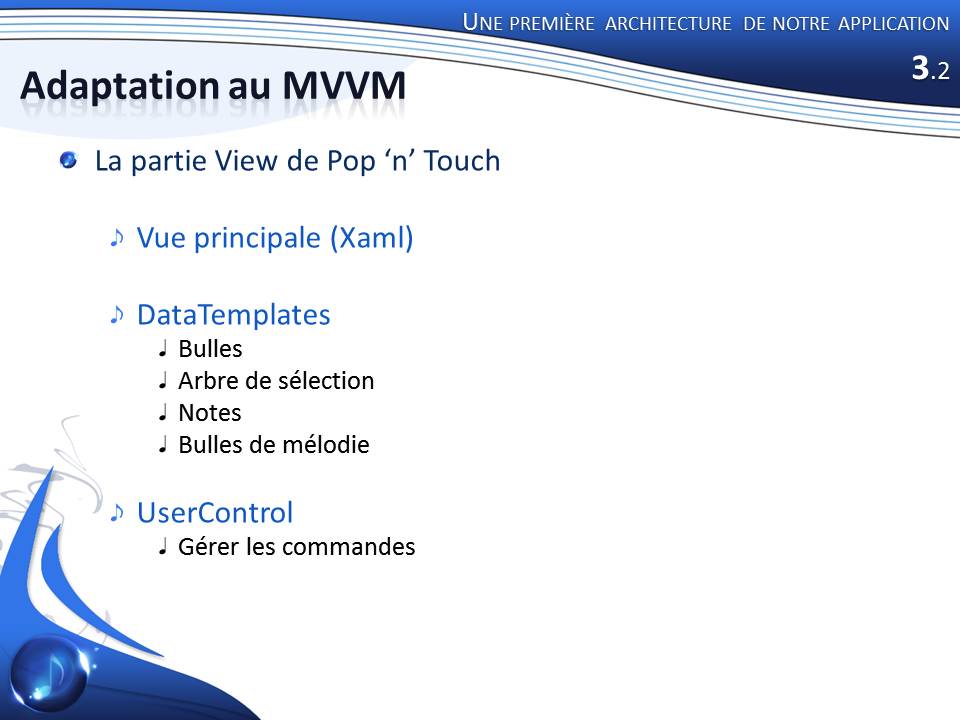 Une première architecture de notre application
3.2
Adaptation au MVVM
La partie View de Pop ‘n’ Touch
Vue principale (Xaml)
DataTemplates
Bulles
Arbre de sélection
Notes
Bulles de mélodie
UserControl
Gérer les commandes